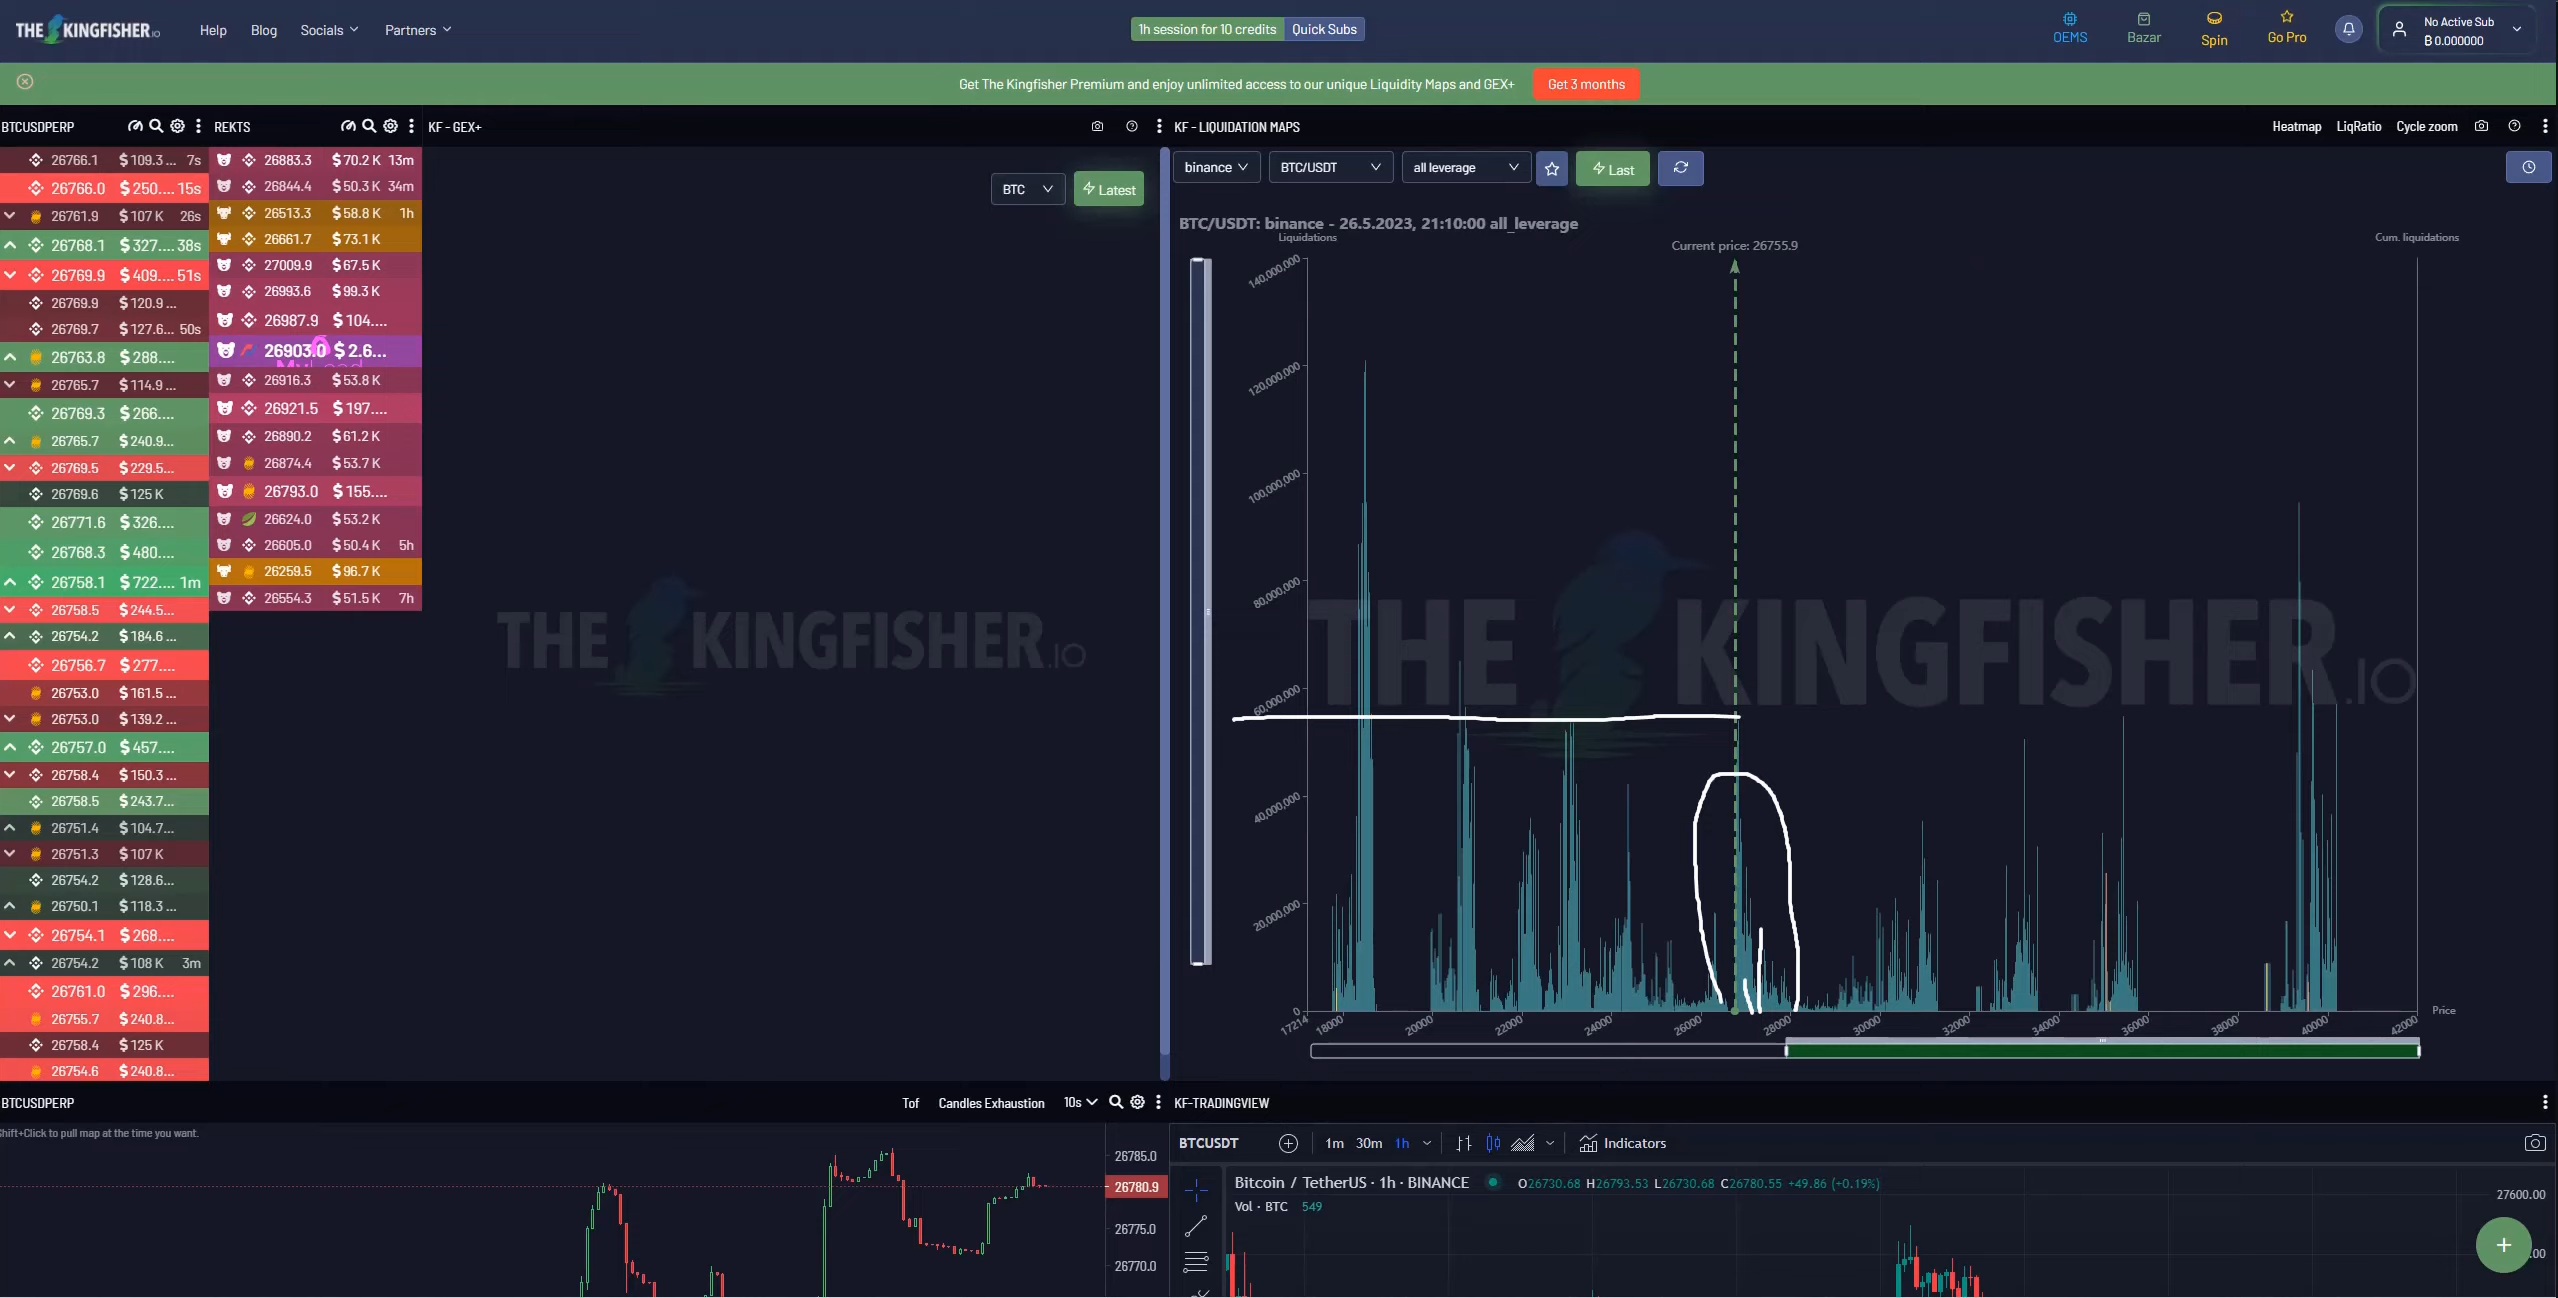 THE KINGFISHER.IO
Help Blog Socials Partners
1h session for 10 credits Quick Subs
OEMS Bazar Spin Go Pro
No Active Sub
₿ 0.000000
Get The Kingfisher Premium and enjoy unlimited access to our unique Liquidity Maps and GEX+ Get 3 months
BTCUSDPERP
26766.1 $109.3... 7s
26766.0 $250.... 15s
26761.9 $107 K 26s
26768.1 $327.... 38s
26769.9 $409.... 51s
26769.9 $120.9 ...
26769.7 $127.6... 50s
26763.8 $288....
26765.7 $114.9 ...
26769.3 $266....
26765.7 $240.9...
26769.5 $229.5...
26769.6 $125 K
26771.6 $326....
26768.3 $480....
26758.1 $722.... 1m
26758.5 $244.5...
26754.2 $184.6 ...
26756.7 $277....
26753.0 $161.5 ...
26753.0 $139.2 ...
26757.0 $457....
26758.4 $150.3 ...
26758.5 $243.7...
26751.4 $104.7...
26751.3 $107 K
26754.2 $128.6...
26750.1 $118.3 ...
26754.1 $268....
26754.2 $108 K 3m
26761.0 $296....
26755.7 $240.8...
26758.4 $125 K
26754.6 $240.8...
REKTS
26883.3 $70.2 K 13m
26844.4 $50.3 K 34m
26513.3 $58.8 K 1h
26661.7 $73.1 K
27009.9 $67.5 K
26993.6 $99.3 K
26987.9 $104....
26903.0 $2.6...
26916.3 $53.8 K
26921.5 $197....
26890.2 $61.2 K
26874.4 $53.7 K
26793.0 $155....
26624.0 $53.2 K
26605.0 $50.4 K 5h
26259.5 $96.7 K
26554.3 $51.5 K 7h
KF - GEX+
BTC Latest
THE KINGFISHER.IO
KF - LIQUIDATION MAPS Heatmap LiqRatio Cycle zoom
binance BTC/USDT all leverage Last
BTC/USDT: binance - 26.5.2023, 21:10:00 all_leverage
Liquidations
Current price: 26755.9
Cum. liquidations
140,000,000
120,000,000
100,000,000
80,000,000
60,000,000
40,000,000
20,000,000
0
THE KINGFISHER.IO
17214 18000 20000 22000 24000 26000 28000 30000 32000 34000 36000 38000 40000 42000
Price
BTCUSDPERP Tof Candles Exhaustion 10s
Shift+Click to pull map at the time you want.
26785.0
26780.9
26775.0
26770.0
KF-TRADINGVIEW
BTCUSDT 1m 30m 1h Indicators
Bitcoin / TetherUS · 1h · BINANCE O26730.68 H26793.53 L26730.68 C26780.55 +49.86 (+0.19%)
Vol · BTC 549
27600.00